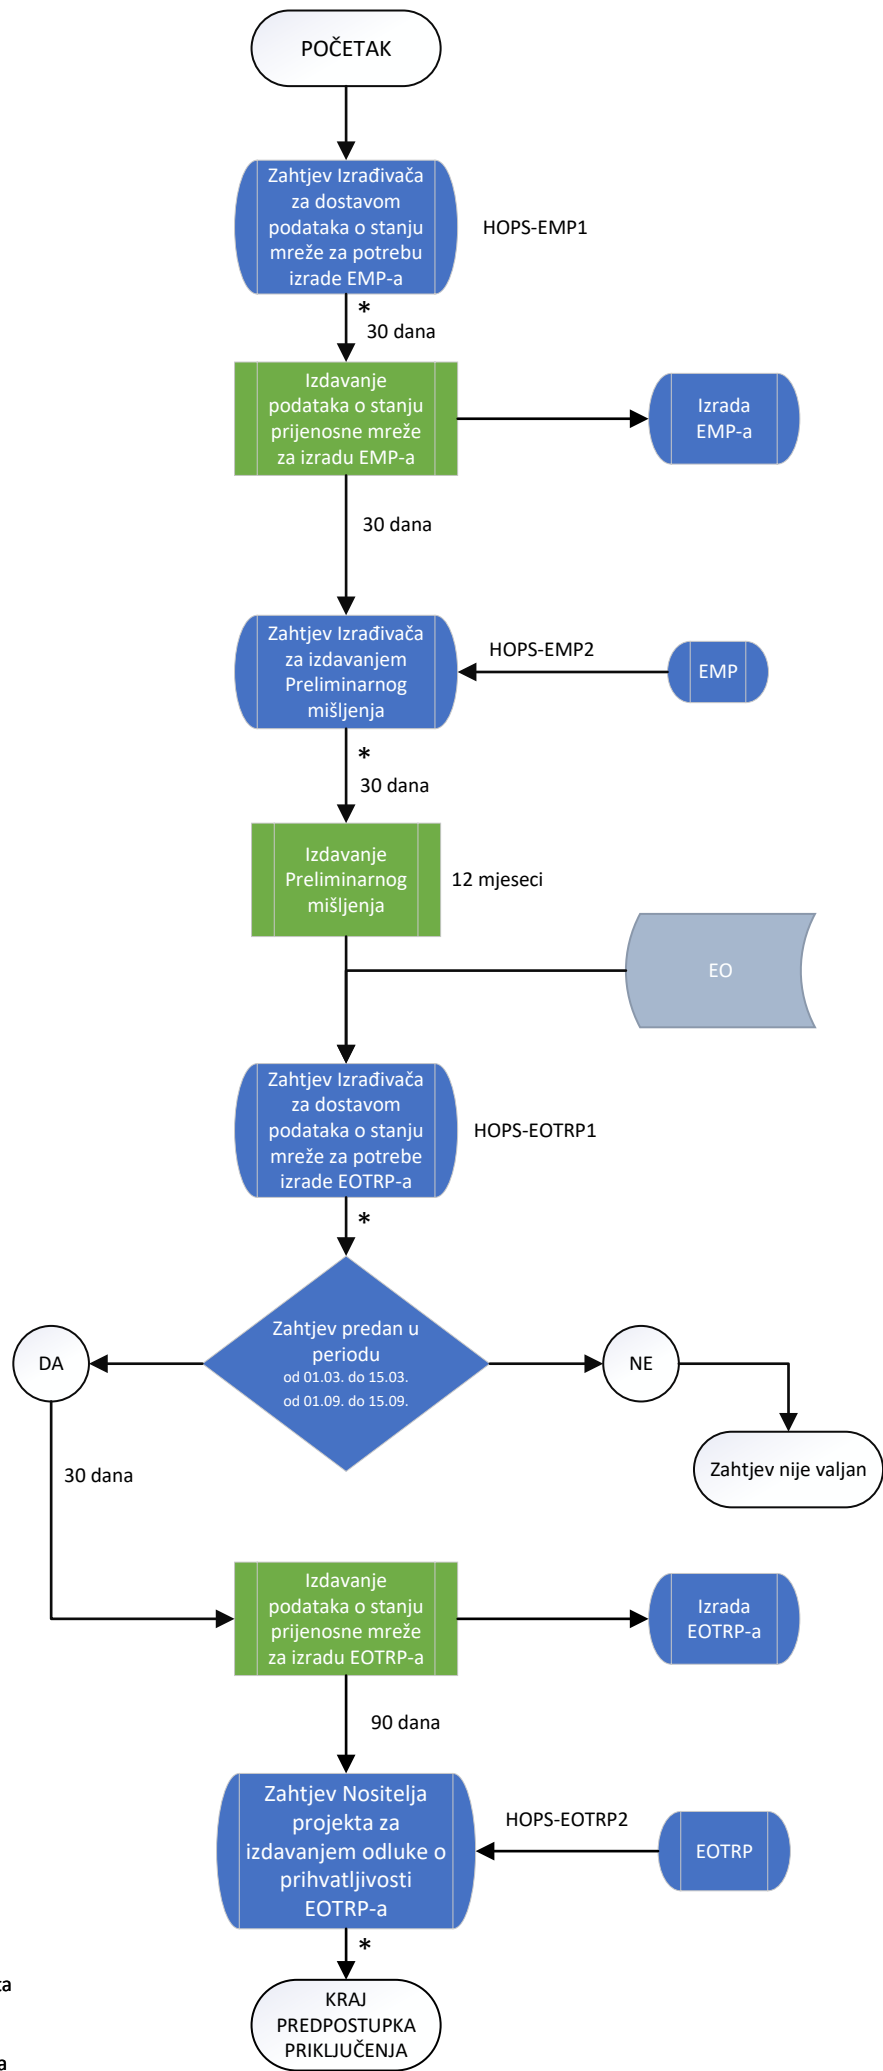 POČETAK
Zahtjev Izrađivača
za dostavom
podataka o stanju
mreže za potrebu
izrade EMP-a
HOPS-EMP1
*
30 dana
Izdavanje
podataka o stanju
prijenosne mreže
za izradu EMP-a
Izrada
EMP-a
30 dana
Zahtjev Izrađivača
za izdavanjem
Preliminarnog
mišljenja
HOPS-EMP2
EMP
*
30 dana
Izdavanje
Preliminarnog
mišljenja
12 mjeseci
EO
Zahtjev Izrađivača
za dostavom
podataka o stanju
mreže za potrebe
izrade EOTRP-a
HOPS-EOTRP1
*
Zahtjev predan u
periodu
od 01.03. do 15.03.
od 01.09. do 15.09.
DA
NE
30 dana
Zahtjev nije valjan
Izdavanje
podataka o stanju
prijenosne mreže
za izradu EOTRP-a
Izrada
EOTRP-a
90 dana
Zahtjev Nositelja
projekta za
izdavanjem odluke o
prihvatljivosti
EOTRP-a
HOPS-EOTRP2
EOTRP
*
KRAJ
PREDPOSTUPKA
PRIKLJUČENJA